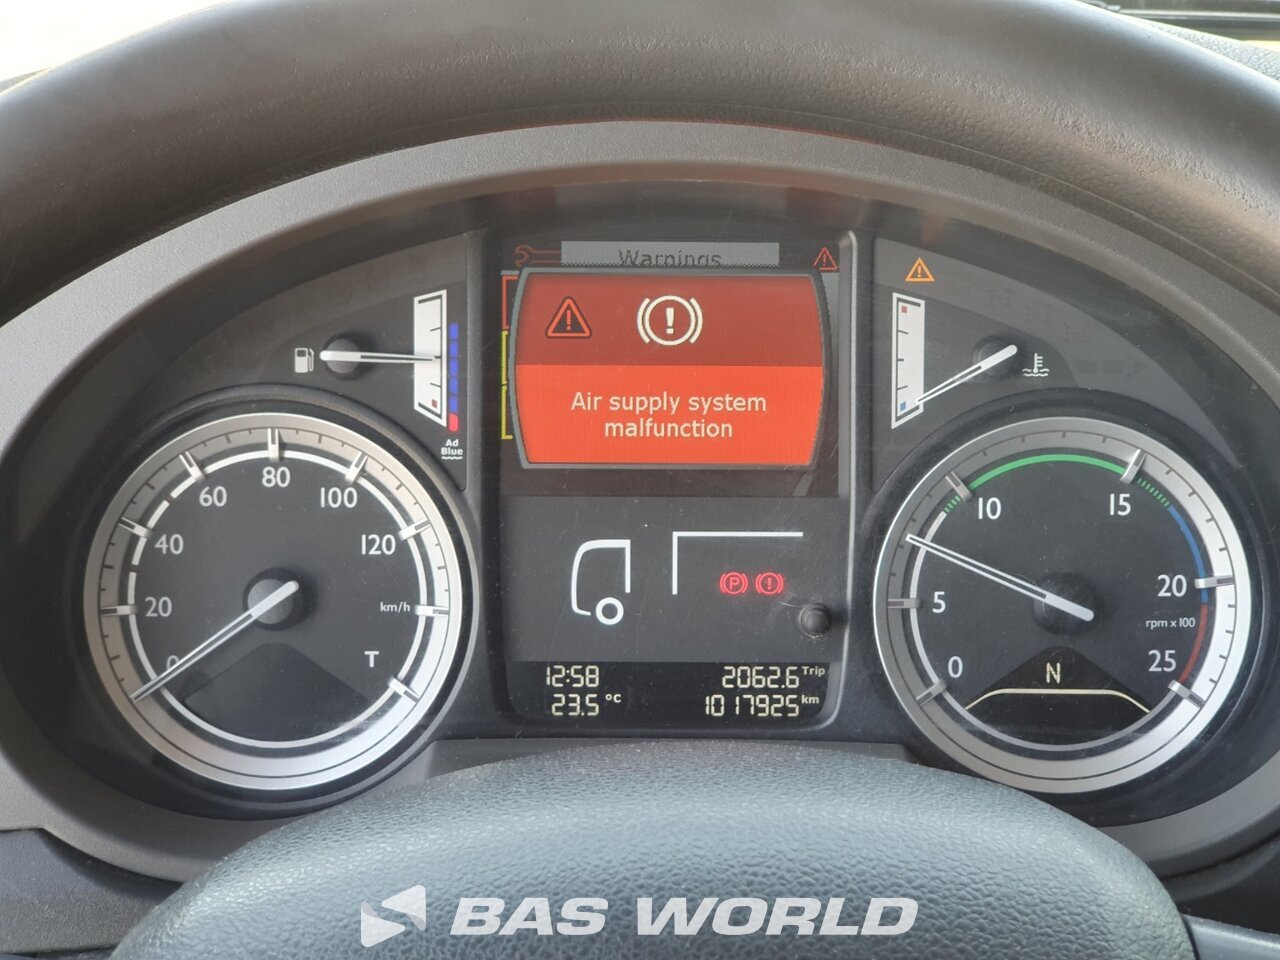 Warnings
Air supply system
malfunction
Ad
Blue
0
20
40
60
80
100
120
km/h
T
P
12:58
2062.6 Trip
23.5 °C
1017925 km
0
5
10
15
20
25
rpm x 100
N
BAS WORLD